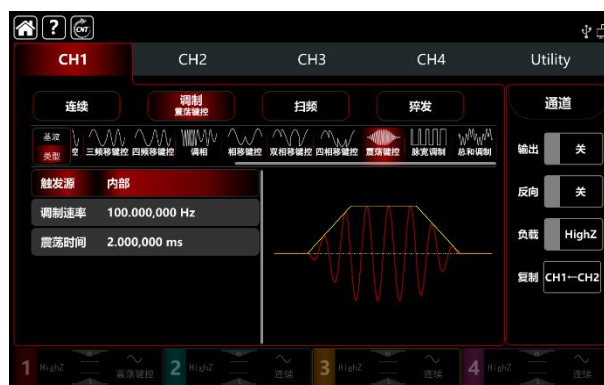 ? CNT
CH1 CH2 CH3 CH4 Utility
连续 调制 扫频 猝发 通道
震荡键控
基波
类型
三频移键控 四频移键控 调相 相移键控 双相移键控 四相移键控 震荡键控 脉宽调制 总和调制
输出 关
触发源 内部
反向 关
调制速率 100.000,000 Hz
负载 HighZ
震荡时间 2.000,000 ms
复制 CH1←CH2
1 HighZ 震荡键控 2 HighZ 连续 3 HighZ 连续 4 HighZ 连续